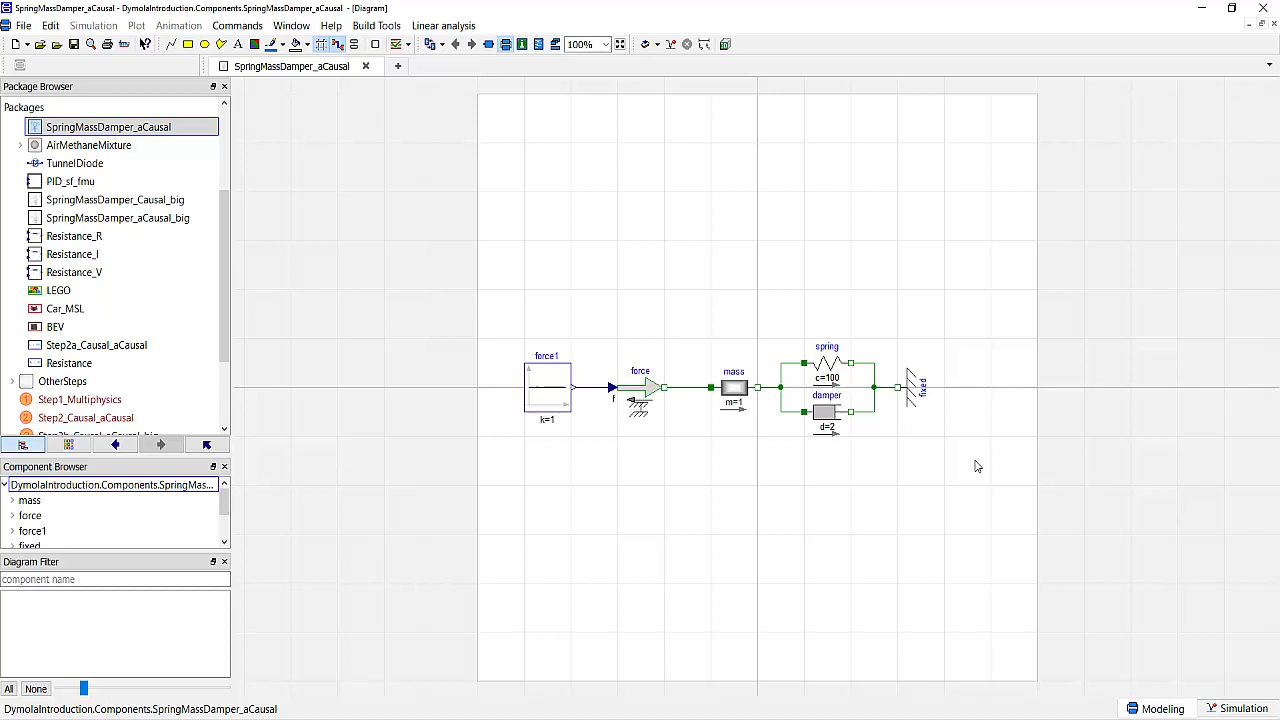 SpringMassDamper_aCausal - DymolaIntroduction.Components.SpringMassDamper_aCausal - [Diagram]
File Edit Simulation Plot Animation Commands Window Help Build Tools Linear analysis
100%
SpringMassDamper_aCausal
Package Browser
Packages
SpringMassDamper_aCausal
AirMethaneMixture
TunnelDiode
PID_sf_fmu
SpringMassDamper_Causal_big
SpringMassDamper_aCausal_big
Resistance_R
Resistance_I
Resistance_V
LEGO
Car_MSL
BEV
Step2a_Causal_aCausal
Resistance
OtherSteps
1 Step1_Multiphysics
2 Step2_Causal_aCausal
Component Browser
DymolaIntroduction.Components.SpringMas...
mass
force
force1
fixed
Diagram Filter
component name
All None
force1
k=1
force
f
mass
m=1
spring
c=100
damper
d=2
fixed
DymolaIntroduction.Components.SpringMassDamper_aCausal
Modeling Simulation